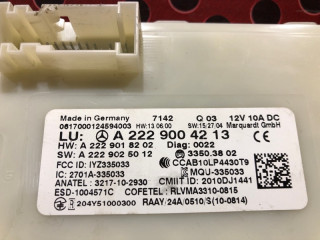 Made in Germany 7142 Q 03 12V 10A DC
0617000124594003 HW:13.06.00 SW:15/27/04 Marquardt GmbH
LU: A 222 900 42 13
HW: A 222 901 82 02 Diag: 0022
SW: A 222 902 50 12 3350.3802
FCC ID: IYZ335033 CCAB10LP4430T9
IC: 2701A-335033 MQU-335033
ANATEL: 3217-10-2930 CMIIT ID: 2010DJ1441
ESD-1004571C COFETEL: RLVMA3310-0815
204Y51000300 RAAY/24A/0510/S(10-0814)